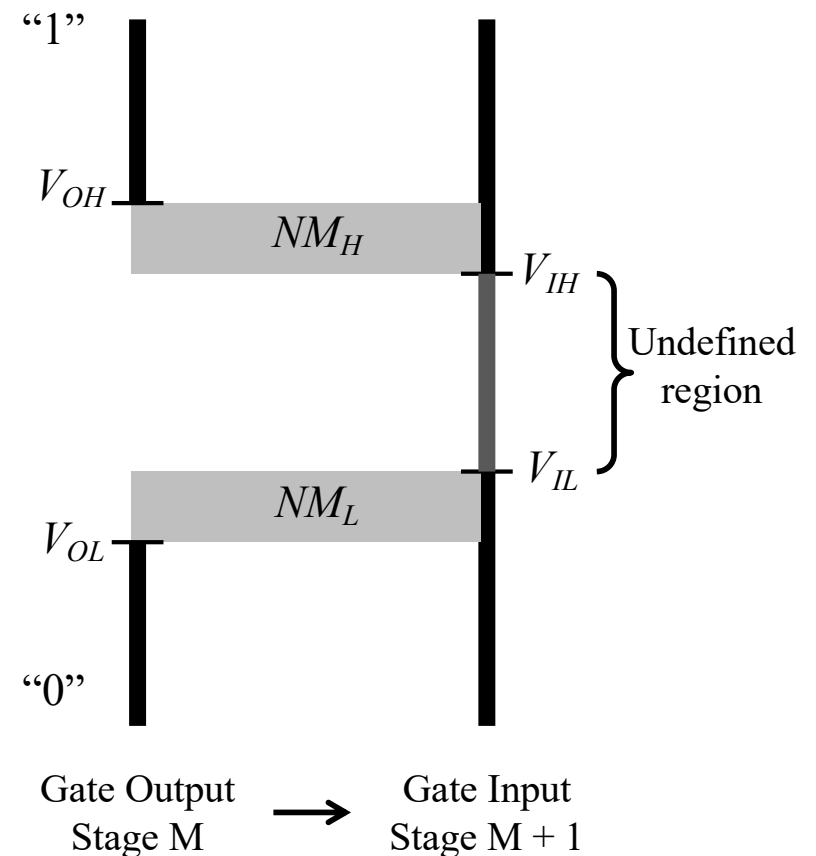 “1”
V_OH
NM_H
V_IH
Undefined
region
V_IL
NM_L
V_OL
“0”
Gate Output
Stage M
Gate Input
Stage M + 1